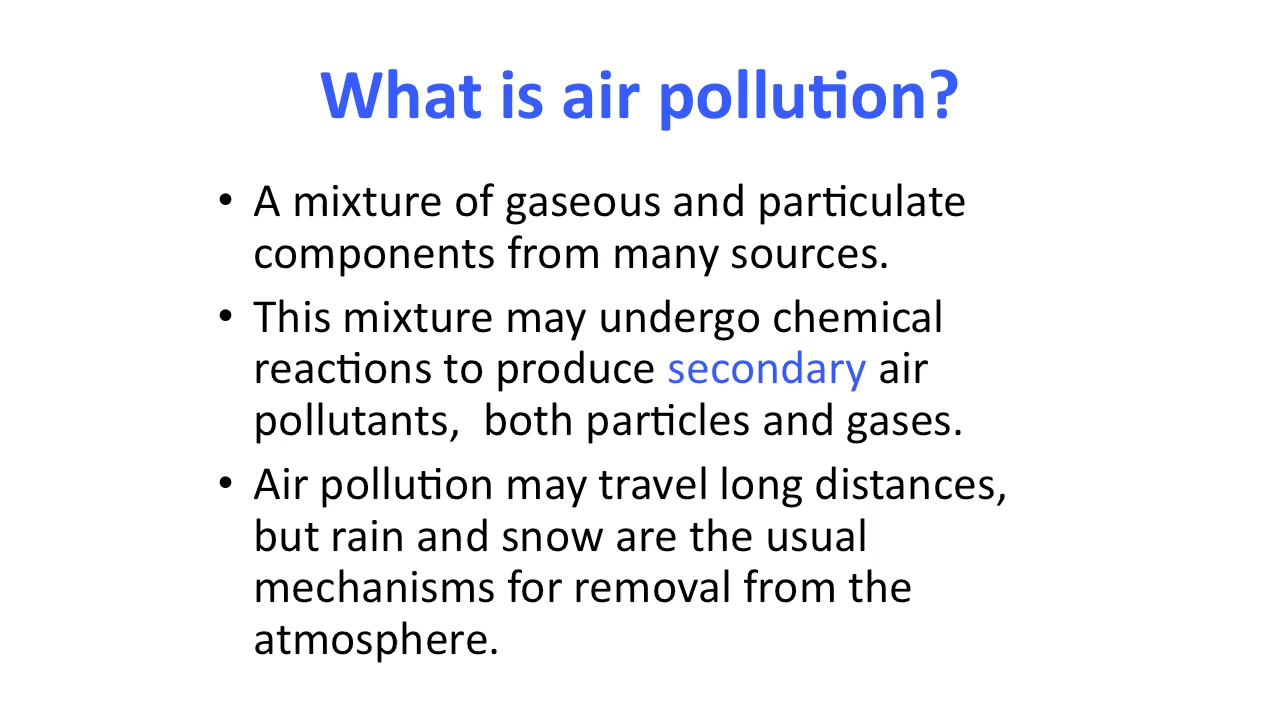 What is air pollution?
• A mixture of gaseous and particulate
components from many sources.
• This mixture may undergo chemical
reactions to produce secondary air
pollutants,  both particles and gases.
• Air pollution may travel long distances,
but rain and snow are the usual
mechanisms for removal from the
atmosphere.